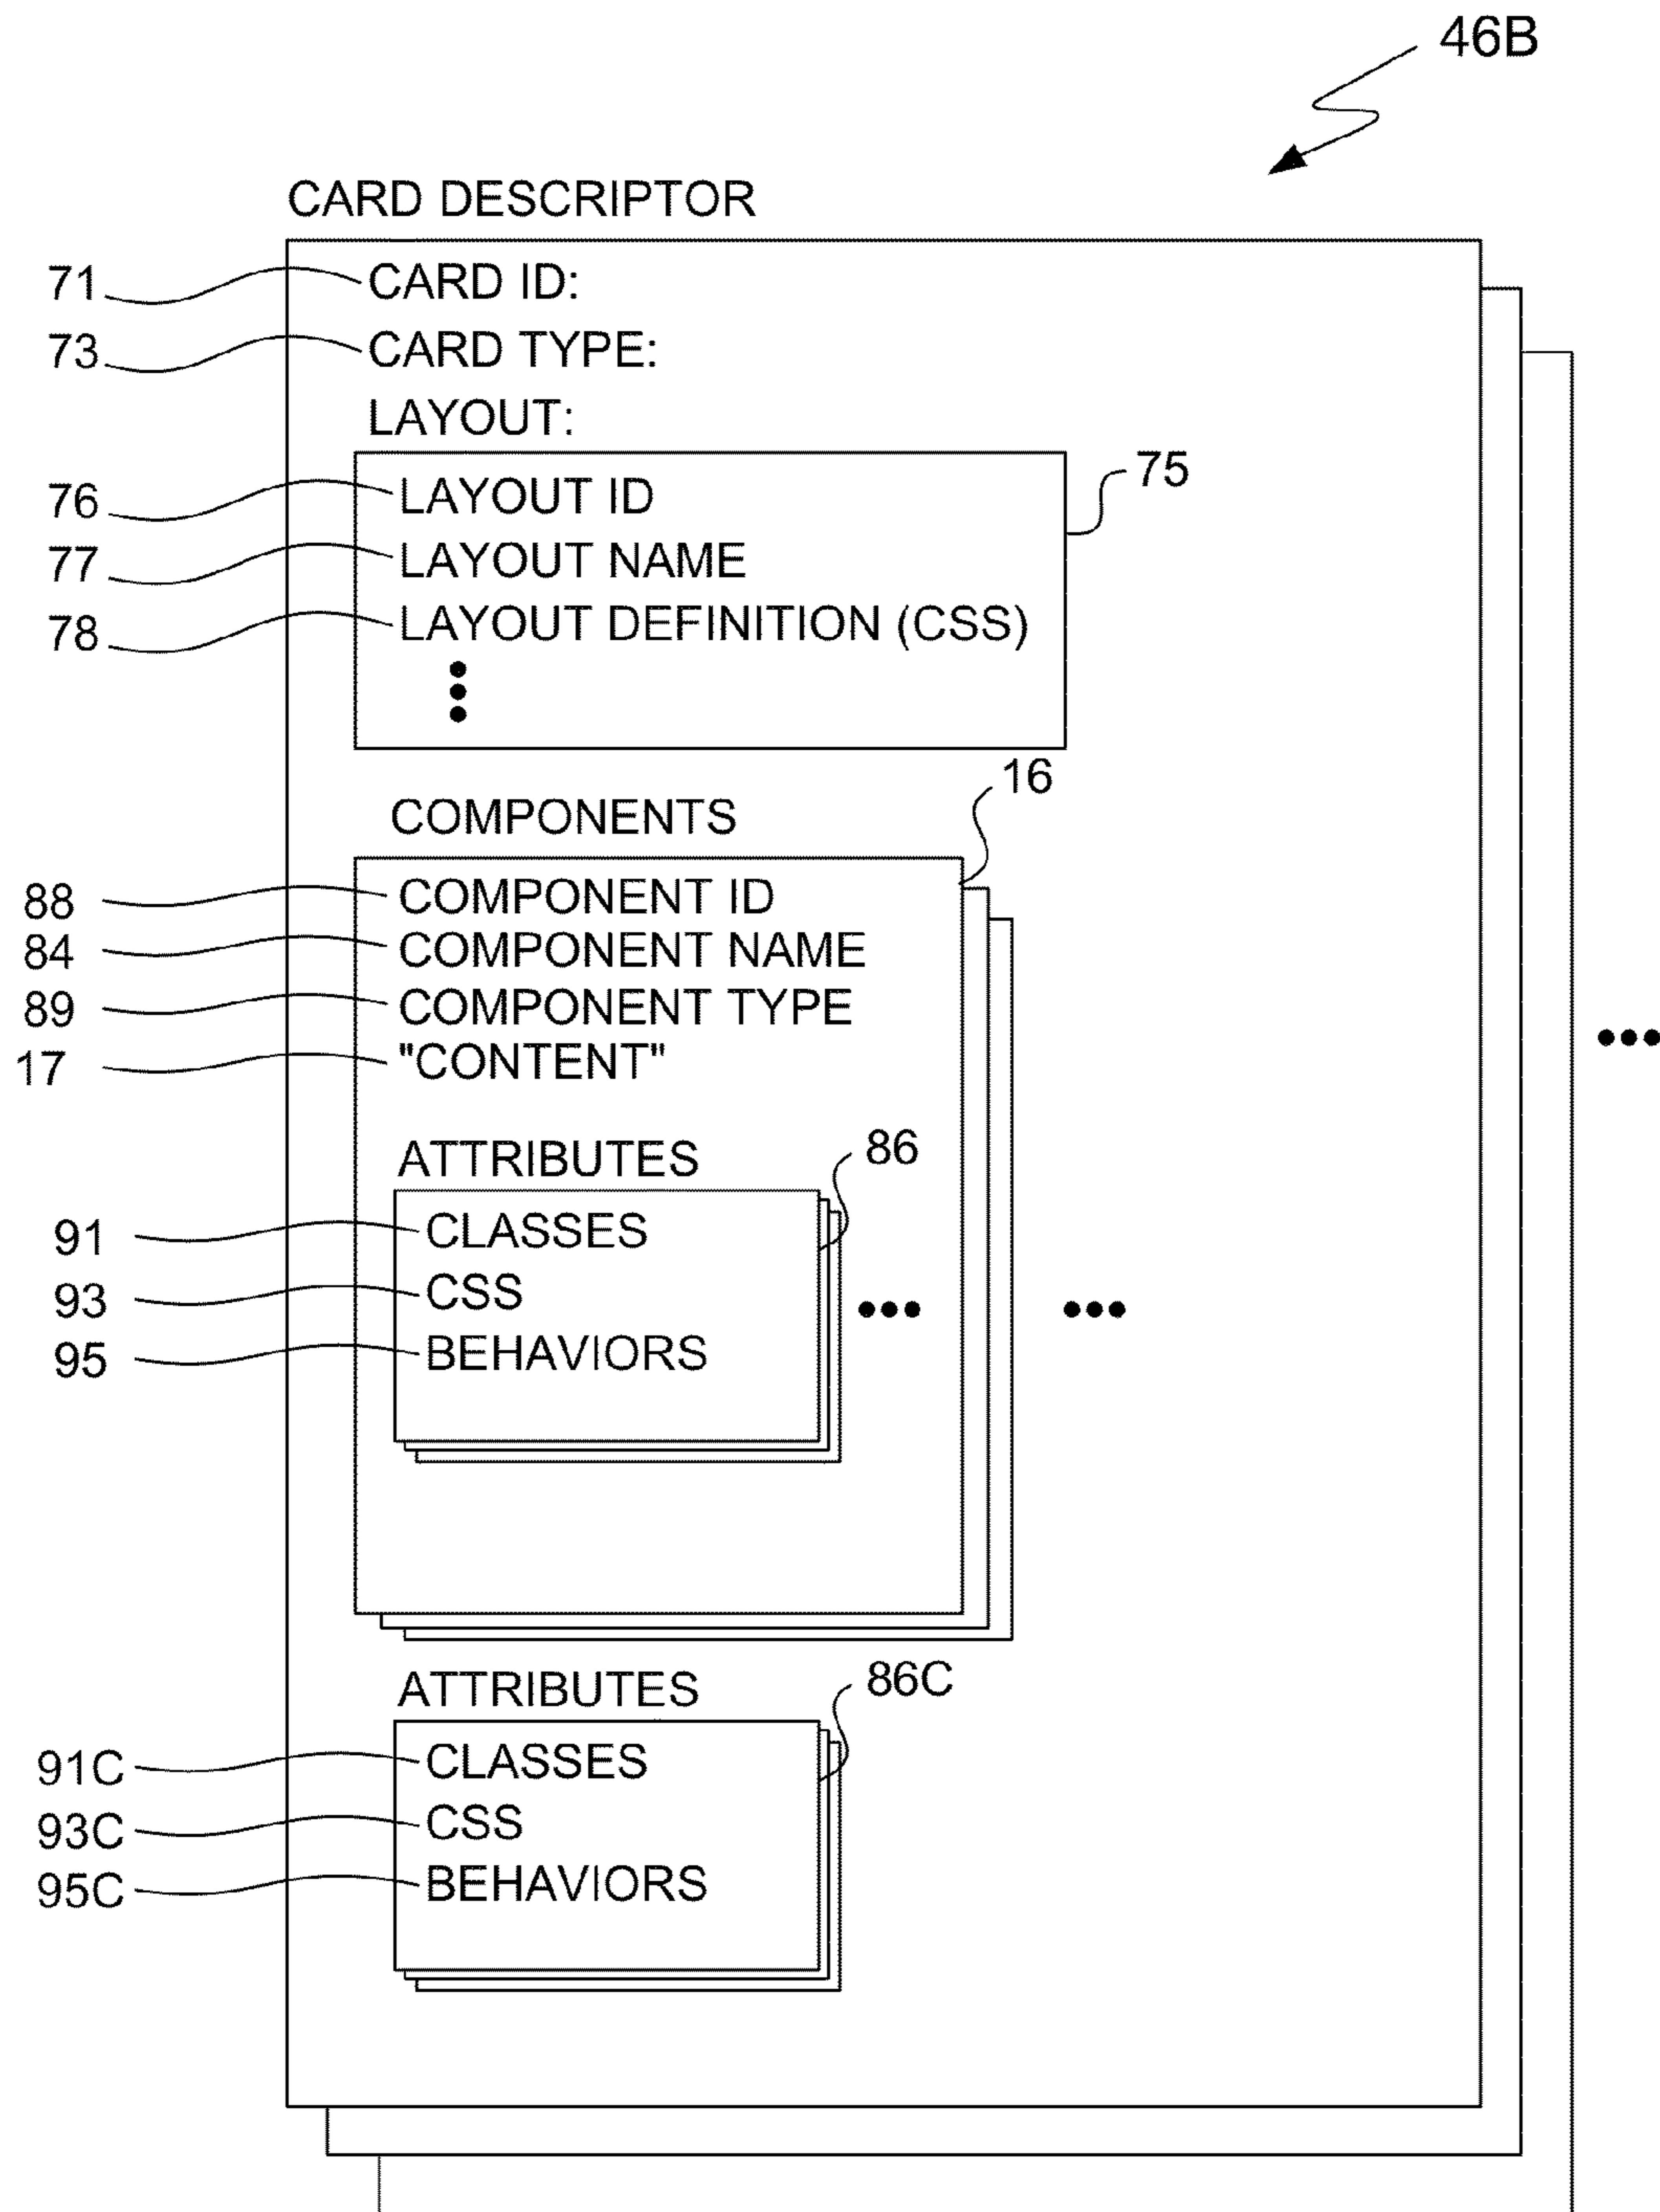 46B
CARD DESCRIPTOR
71 CARD ID:
73 CARD TYPE:
LAYOUT:
75
76 LAYOUT ID
77 LAYOUT NAME
78 LAYOUT DEFINITION (CSS)
16
COMPONENTS
88 COMPONENT ID
84 COMPONENT NAME
89 COMPONENT TYPE
17 "CONTENT"
ATTRIBUTES 86
91 CLASSES
93 CSS
95 BEHAVIORS
ATTRIBUTES 86C
91C CLASSES
93C CSS
95C BEHAVIORS